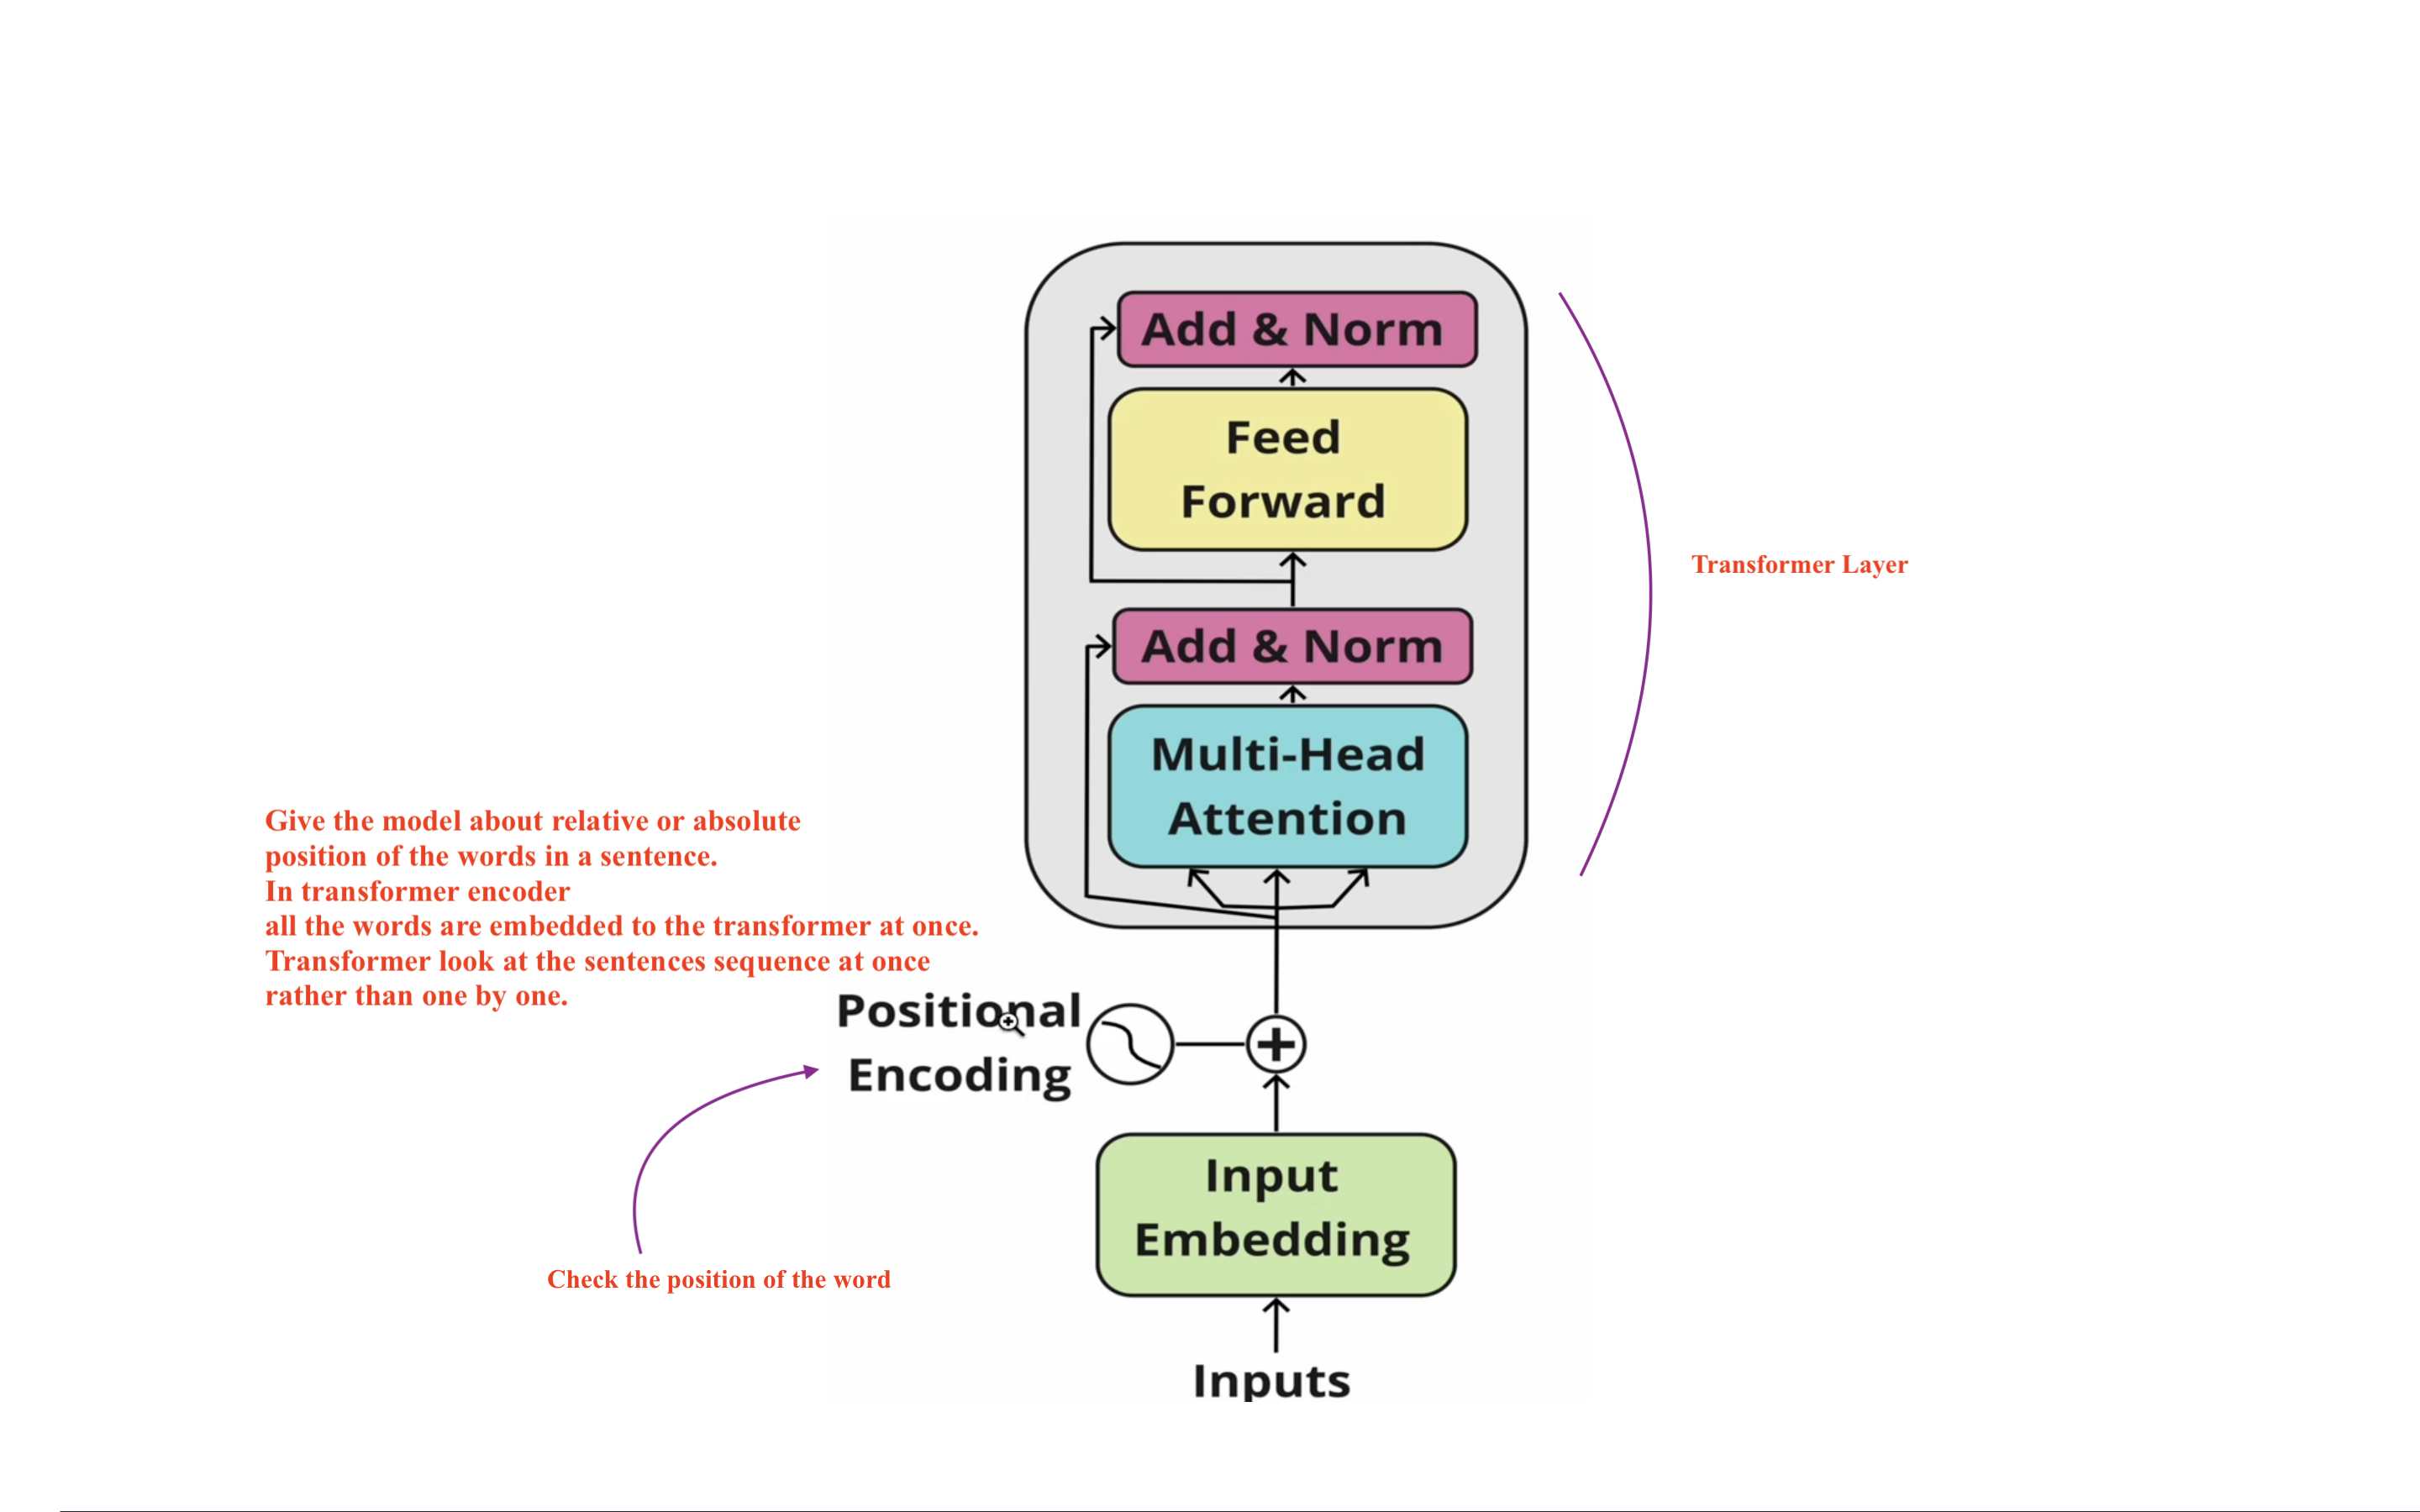 Add & Norm
Feed
Forward
Transformer Layer
Add & Norm
Multi-Head
Attention
Give the model about relative or absolute
position of the words in a sentence.
In transformer encoder
all the words are embedded to the transformer at once.
Transformer look at the sentences sequence at once
rather than one by one.
Positional
Encoding
Input
Embedding
Check the position of the word
Inputs